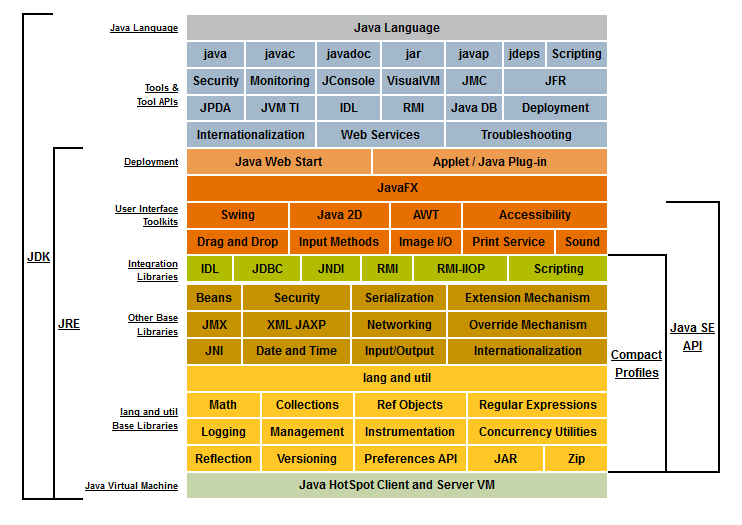 Java Language
Java Language
java javac javadoc jar javap jdeps Scripting
Tools &
Tool APIs
Security Monitoring JConsole VisualVM JMC JFR
JPDA JVM TI IDL RMI Java DB Deployment
Internationalization Web Services Troubleshooting
Deployment
Java Web Start Applet / Java Plug-in
JavaFX
User Interface
Toolkits
Swing Java 2D AWT Accessibility
Drag and Drop Input Methods Image I/O Print Service Sound
Integration
Libraries
IDL JDBC JNDI RMI RMI-IIOP Scripting
JDK
JRE
Other Base
Libraries
Beans Security Serialization Extension Mechanism
JMX XML JAXP Networking Override Mechanism
JNI Date and Time Input/Output Internationalization
Java SE
API
Compact
Profiles
lang and util
lang and util
Base Libraries
Math Collections Ref Objects Regular Expressions
Logging Management Instrumentation Concurrency Utilities
Reflection Versioning Preferences API JAR Zip
Java Virtual Machine
Java HotSpot Client and Server VM